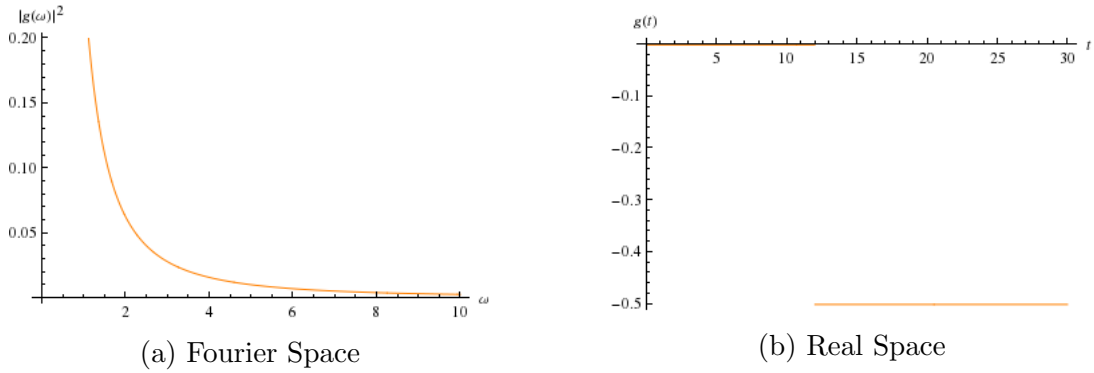 |g(ω)|²
0.20
0.15
0.10
0.05
2 4 6 8 10 ω
(a) Fourier Space
g(t)
5 10 15 20 25 30 t
−0.1
−0.2
−0.3
−0.4
−0.5
(b) Real Space